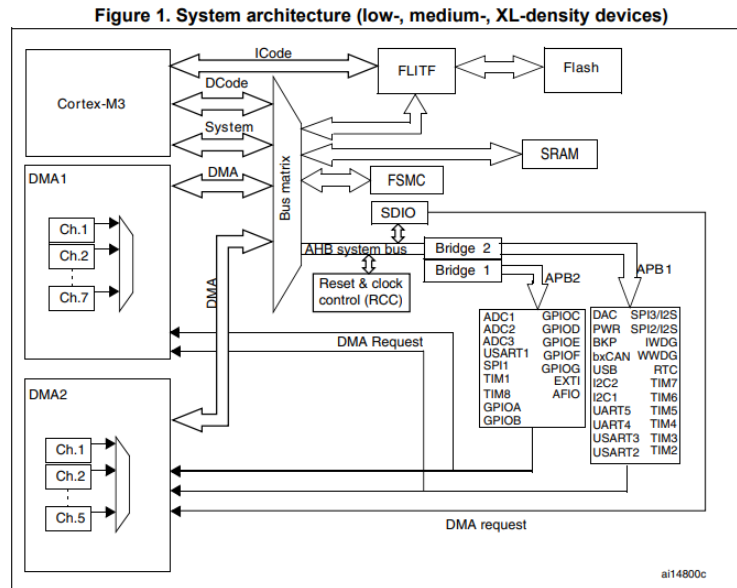 Figure 1. System architecture (low-, medium-, XL-density devices)
ICode
Cortex-M3
DCode
System
FLITF
Flash
DMA1
DMA
Ch.1
Ch.2
Ch.7
Bus matrix
SRAM
FSMC
SDIO
AHB system bus
Bridge 2
Bridge 1
Reset & clock
control (RCC)
APB2
APB1
DMA
ADC1 GPIOC
ADC2 GPIOD
ADC3 GPIOE
USART1 GPIOF
SPI1 GPIOG
TIM1 EXTI
TIM8 AFIO
GPIOA
GPIOB
DAC SPI3/I2S
PWR SPI2/I2S
BKP IWDG
bxCAN WWDG
USB RTC
I2C2 TIM7
I2C1 TIM6
UART5 TIM5
UART4 TIM4
USART3 TIM3
USART2 TIM2
DMA Request
DMA2
Ch.1
Ch.2
Ch.5
DMA request
ai14800c